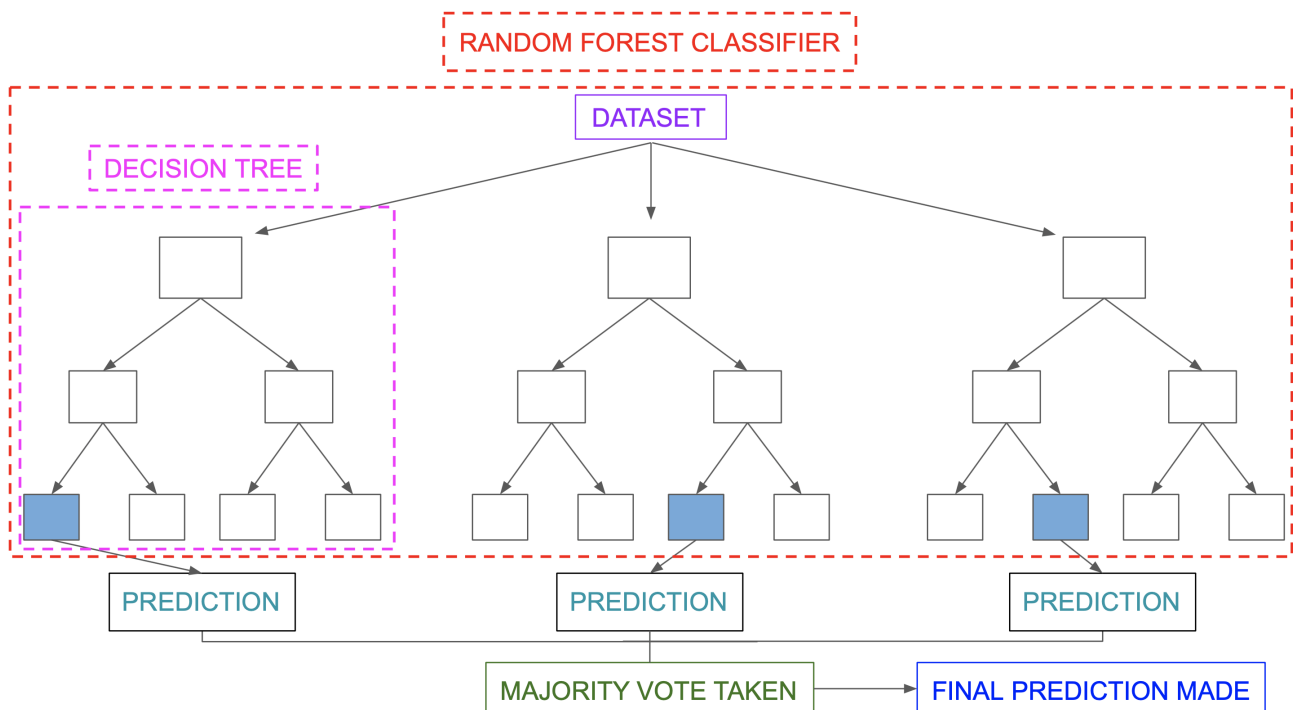 RANDOM FOREST CLASSIFIER
DATASET
DECISION TREE
PREDICTION
PREDICTION
PREDICTION
MAJORITY VOTE TAKEN
FINAL PREDICTION MADE